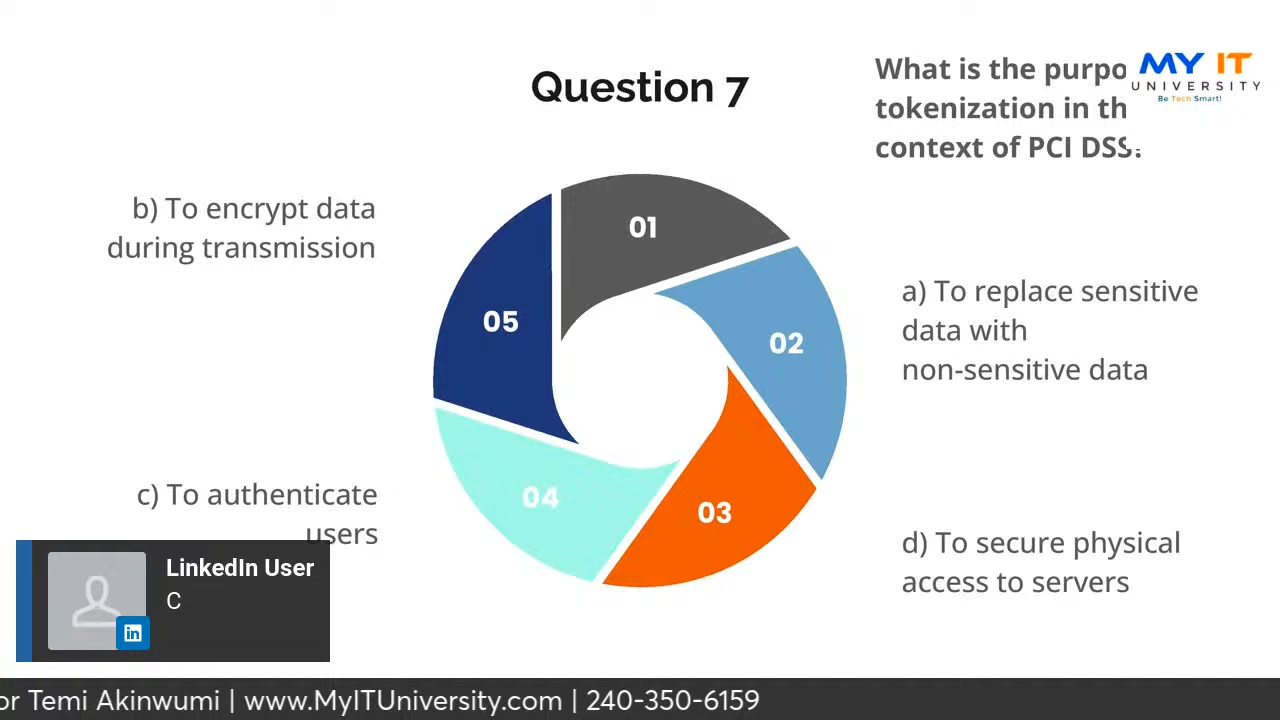 Question 7
What is the
tokenization in
context of PCI DSS
MY IT
UNIVERSITY
Be Tech Smart!
b) To encrypt data
during transmission
01
05
02
a) To replace sensitive
data with
non-sensitive data
c) To authenticate
users
04
03
d) To secure physical
access to servers
LinkedIn User
C
in
Temi Akinwumi | www.MyITUniversity.com | 240-350-6159